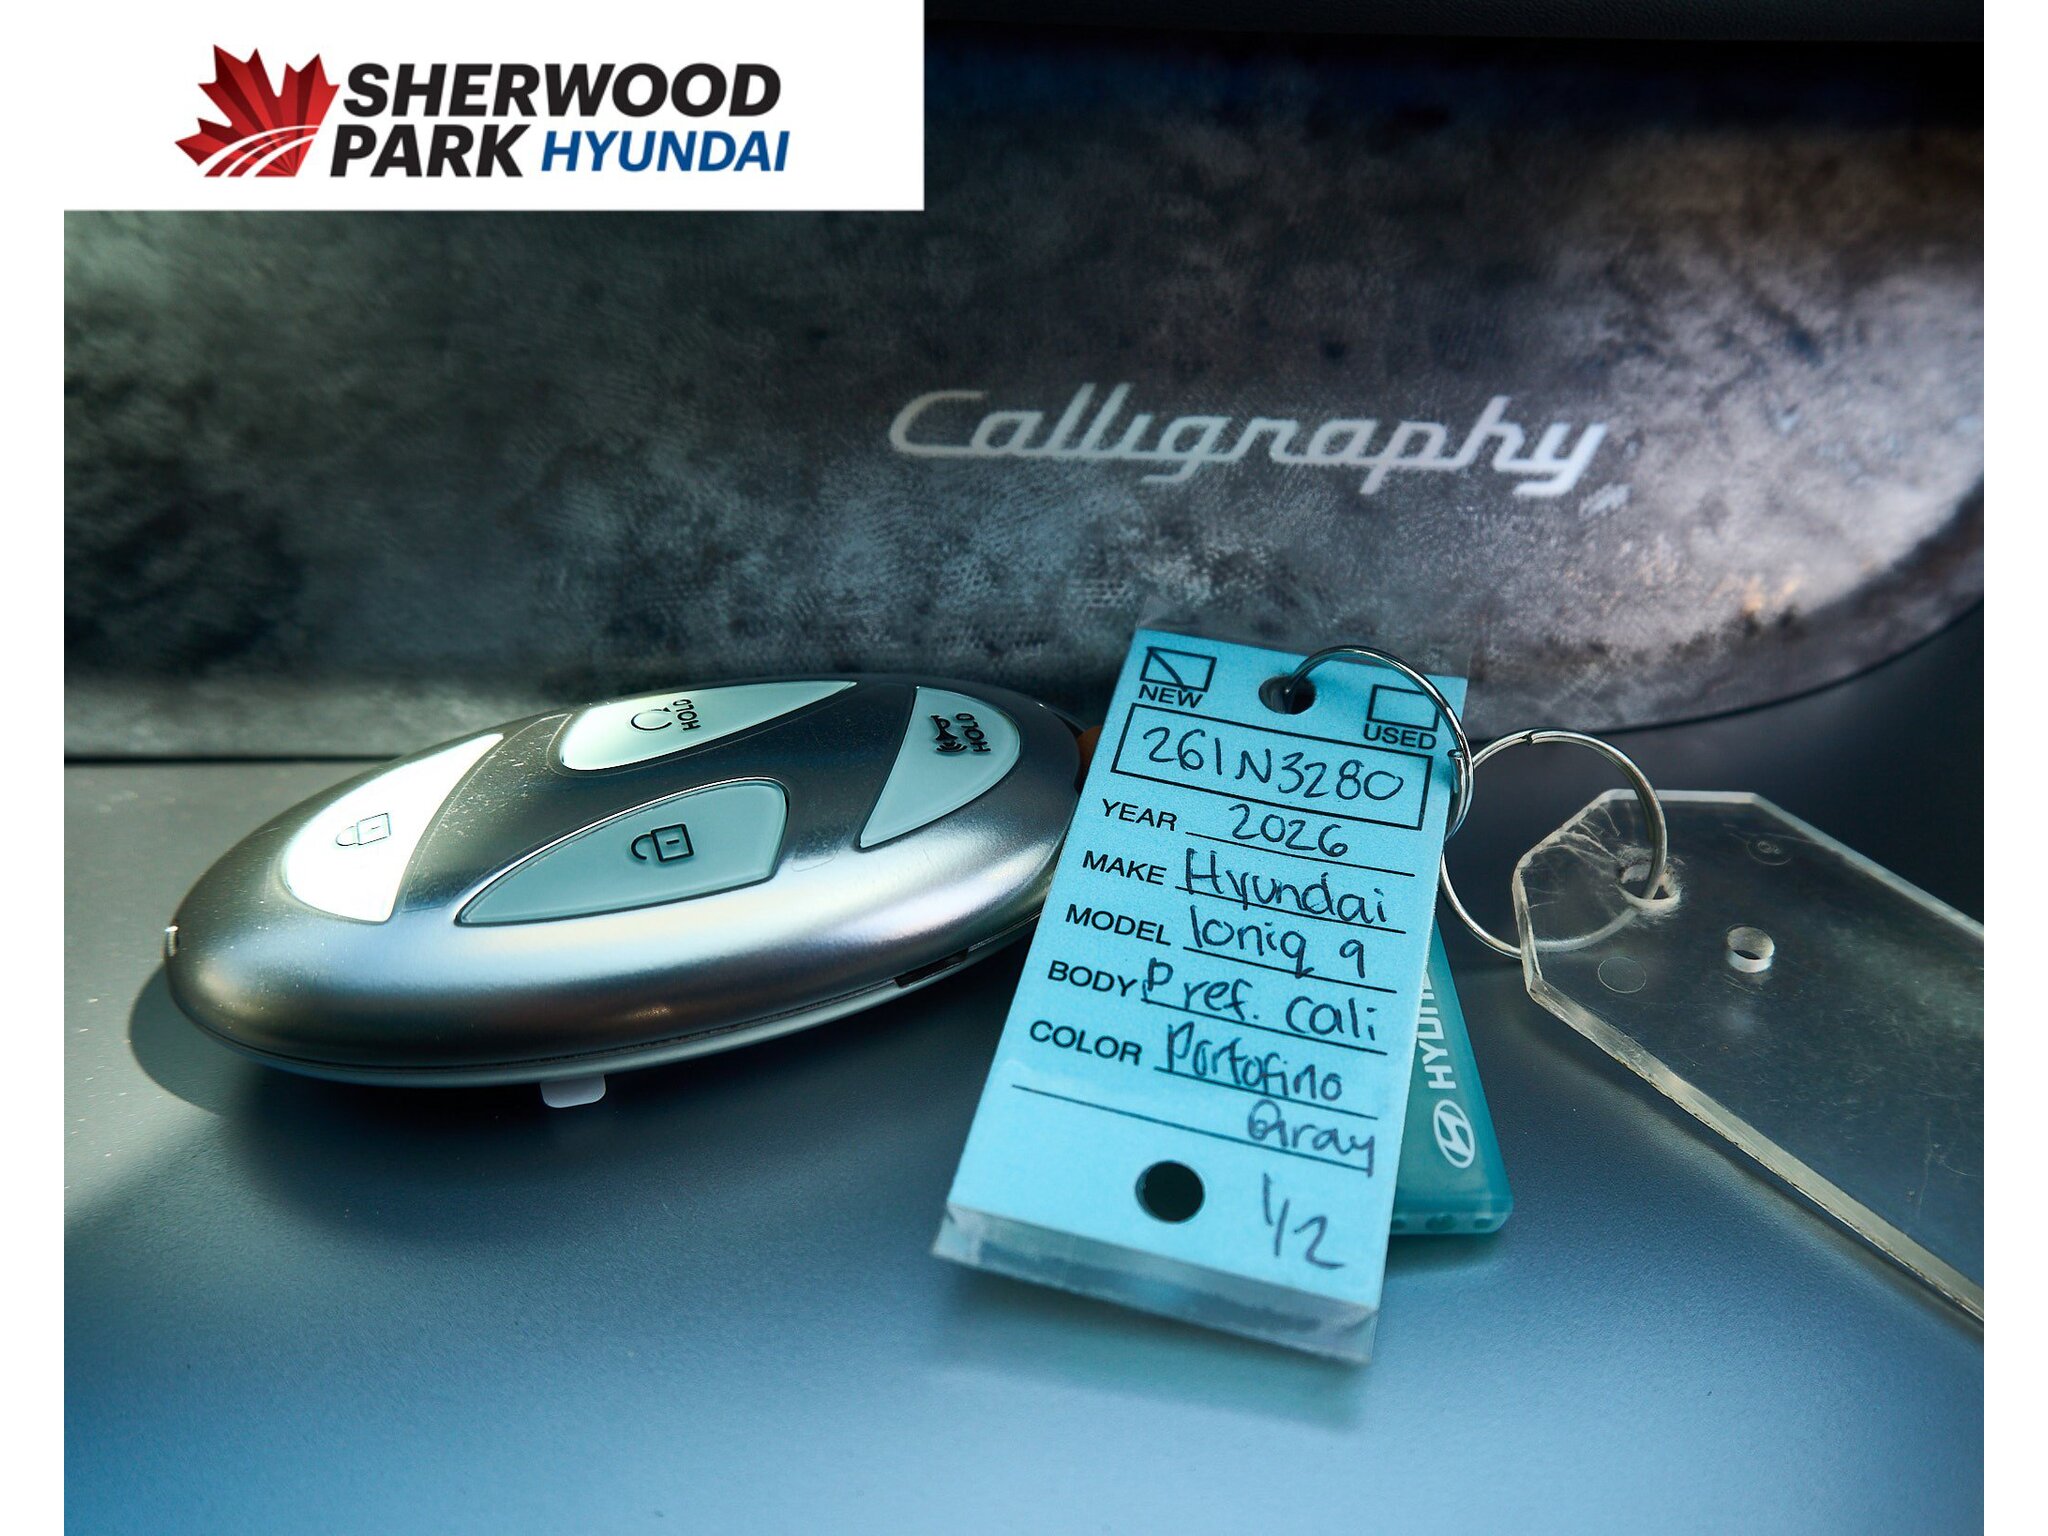 SHERWOOD
PARK HYUNDAI
Calligraphy
HOLD
HOLD
NEW
USED
261N3280
YEAR 2026
MAKE Hyundai
MODEL Ioniq 9
BODY Pref. Cali
COLOR Portofino
Gray
1/2
HYUN